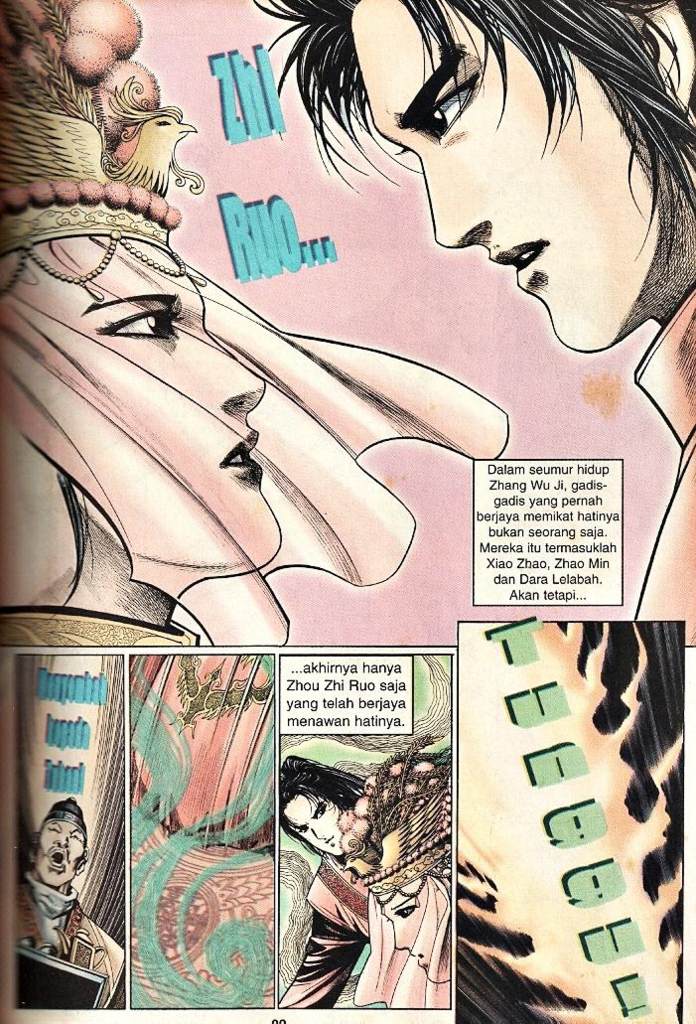 ZHI
RUO...
Dalam seumur hidup
Zhang Wu Ji, gadis-
gadis yang pernah
berjaya memikat hatinya
bukan seorang saja.
Mereka itu termasuklah
Xiao Zhao, Zhao Min
dan Dara Lelabah.
Akan tetapi...
...akhirnya hanya
Zhou Zhi Ruo saja
yang telah berjaya
menawan hatinya.